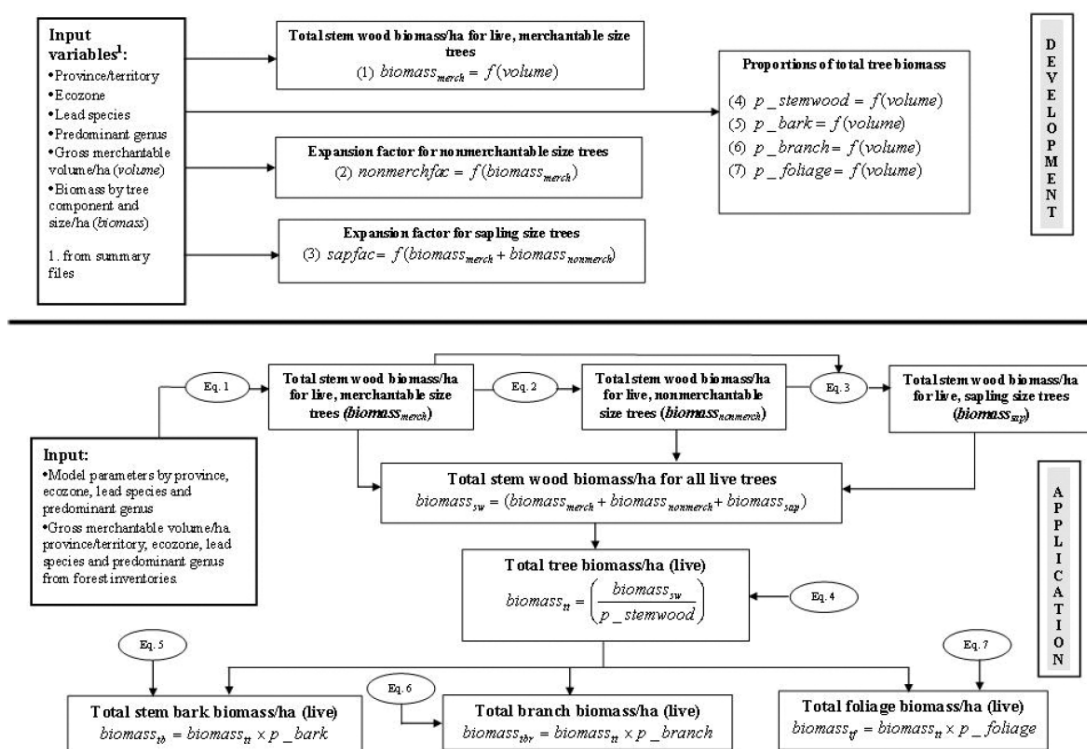 Input
variables¹:
•Province/territory
•Ecozone
•Lead species
•Predominant genus
•Gross merchantable
volume/ha (volume)
•Biomass by tree
component and
size/ha (biomass)
1. from summary
files
Total stem wood biomass/ha for live, merchantable size
trees
(1) biomass_merch = f(volume)
Expansion factor for nonmerchantable size trees
(2) nonmerchfac = f(biomass_merch)
Expansion factor for sapling size trees
(3) sapfac= f(biomass_merch + biomass_nonmerch)
Proportions of total tree biomass
(4) p_stemwood = f(volume)
(5) p_bark = f(volume)
(6) p_branch = f(volume)
(7) p_foliage = f(volume)
DEVELOPMENT
Eq. 1
Total stem wood biomass/ha
for live, merchantable size
trees (biomass_merch)
Eq. 2
Total stem wood biomass/ha
for live, nonmerchantable
size trees (biomass_nonmerch)
Eq. 3
Total stem wood biomass/ha
for live, sapling size trees
(biomass_sap)
Input:
•Model parameters by province,
ecozone, lead species and
predominant genus
•Gross merchantable volume/ha,
province/territory, ecozone, lead
species and predominant genus
from forest inventories.
Total stem wood biomass/ha for all live trees
biomass_sw = (biomass_merch + biomass_nonmerch + biomass_sap)
Total tree biomass/ha (live)
biomass_tt = (biomass_sw / p_stemwood)
Eq. 4
APPLICATION
Eq. 5
Total stem bark biomass/ha (live)
biomass_tb = biomass_tt × p_bark
Eq. 6
Total branch biomass/ha (live)
biomass_tbr = biomass_tt × p_branch
Eq. 7
Total foliage biomass/ha (live)
biomass_tf = biomass_tt × p_foliage